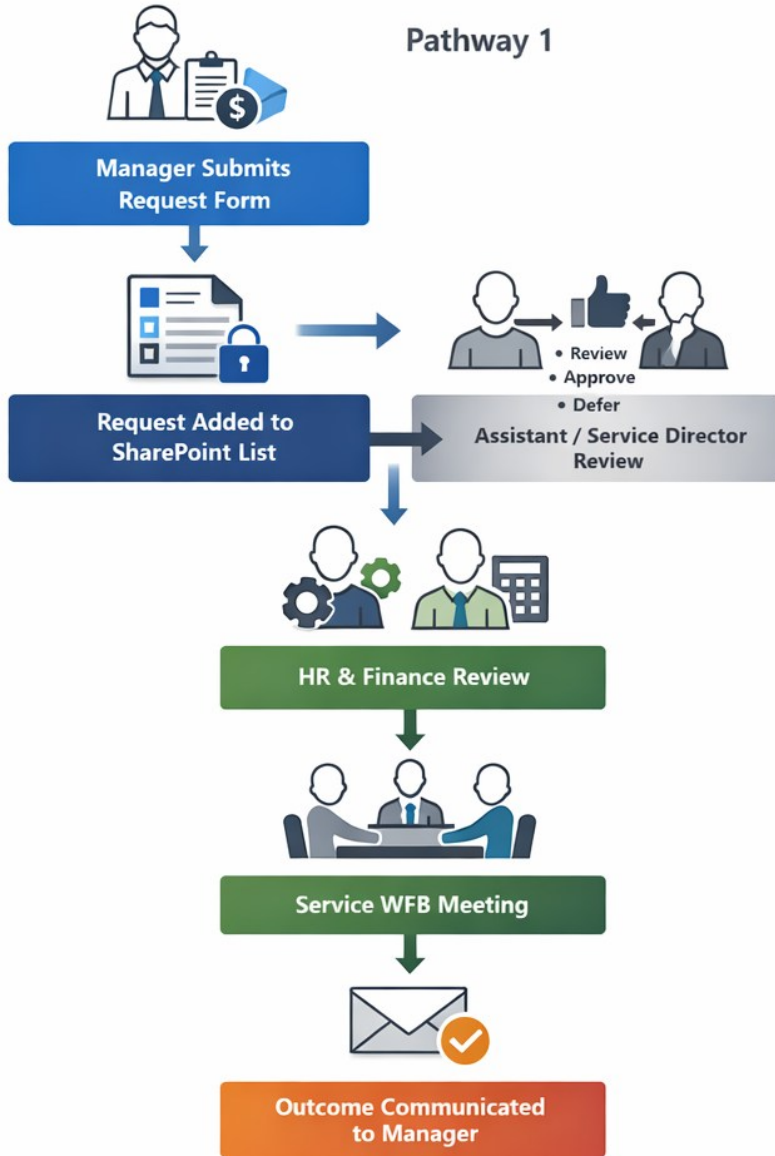 Pathway 1
$
Manager Submits
Request Form
• Review
• Approve
• Defer
Request Added to
SharePoint List
Assistant / Service Director
Review
HR & Finance Review
Service WFB Meeting
Outcome Communicated
to Manager